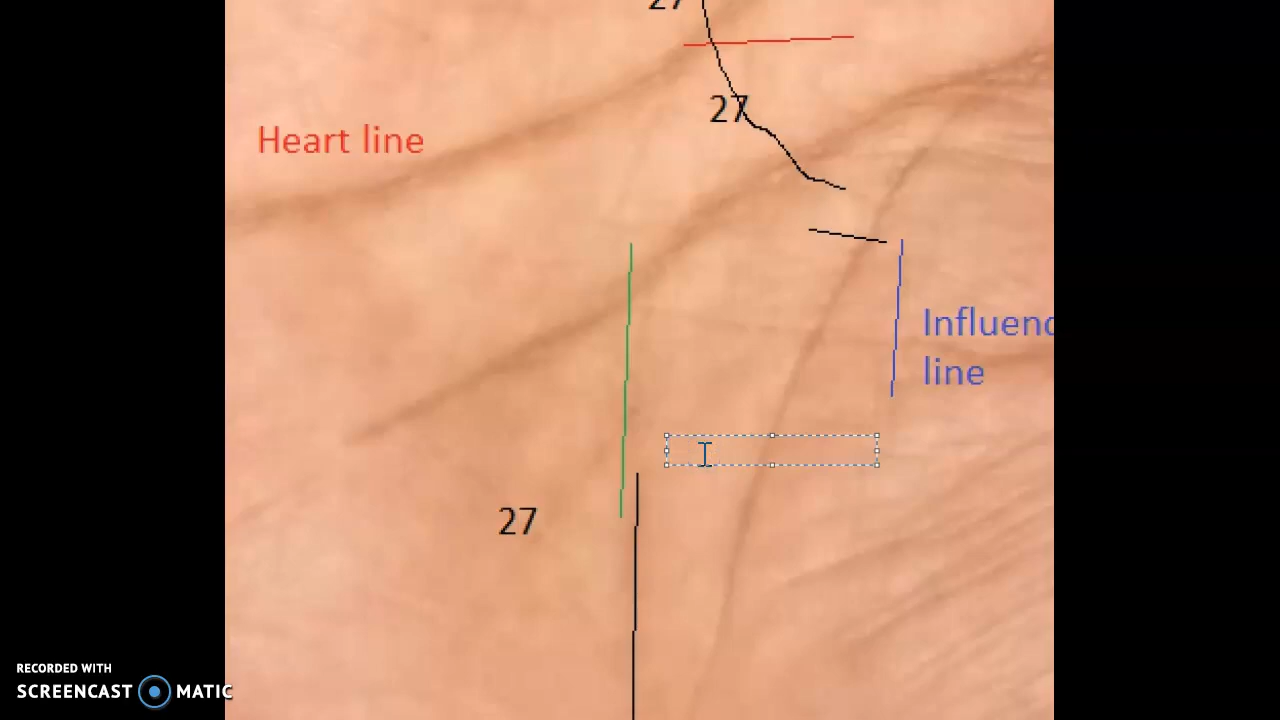 27
27
Heart line
Influenc
line
27
RECORDED WITH
SCREENCAST MATIC